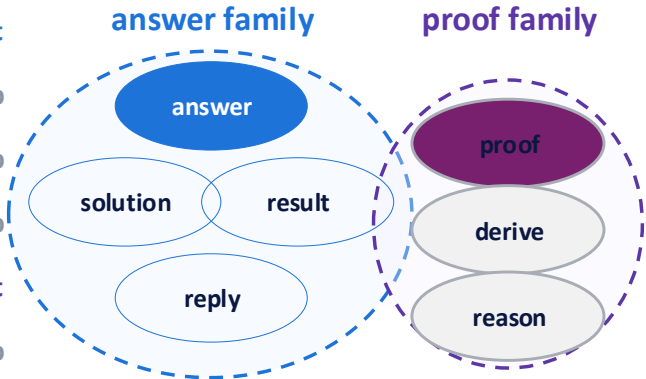 answer family
proof family
answer
proof
solution
result
derive
reply
reason